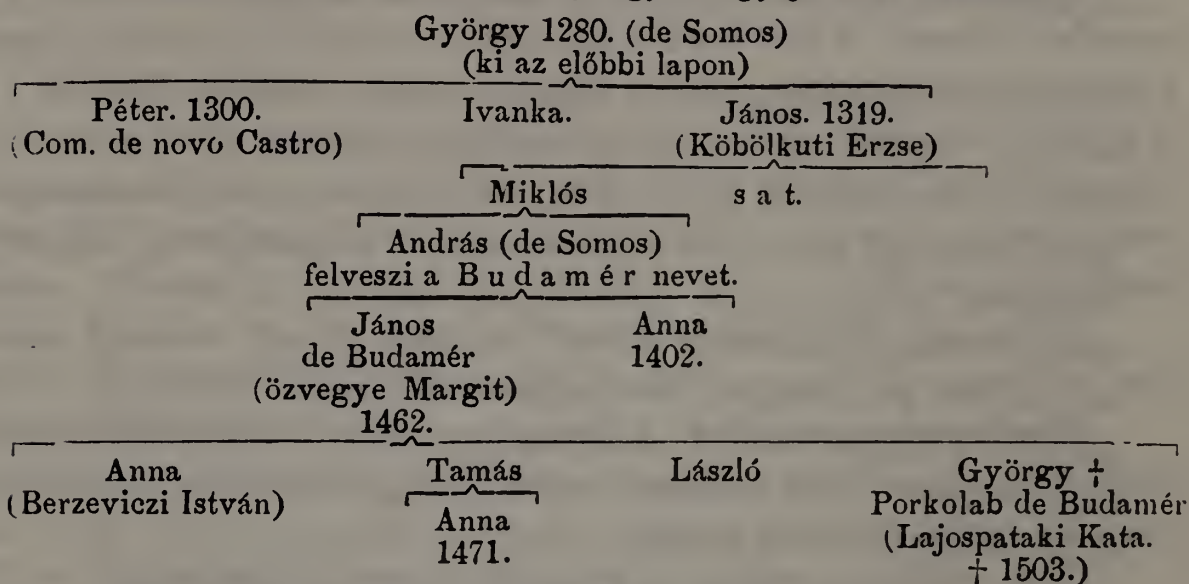 György 1280. (de Somos)
(ki az előbbi lapon)
Péter. 1300. Ivanka. János. 1319.
(Com. de novo Castro) (Köbölkuti Erzse)
Miklós s a t.
András (de Somos)
felveszi a Budamér nevet.
János Anna
de Budamér 1402.
(özvegye Margit)
1462.
Anna Tamás László György †
(Berzeviczi István) Porkolab de Budamér
Anna (Lajospataki Kata.
1471. † 1503.)